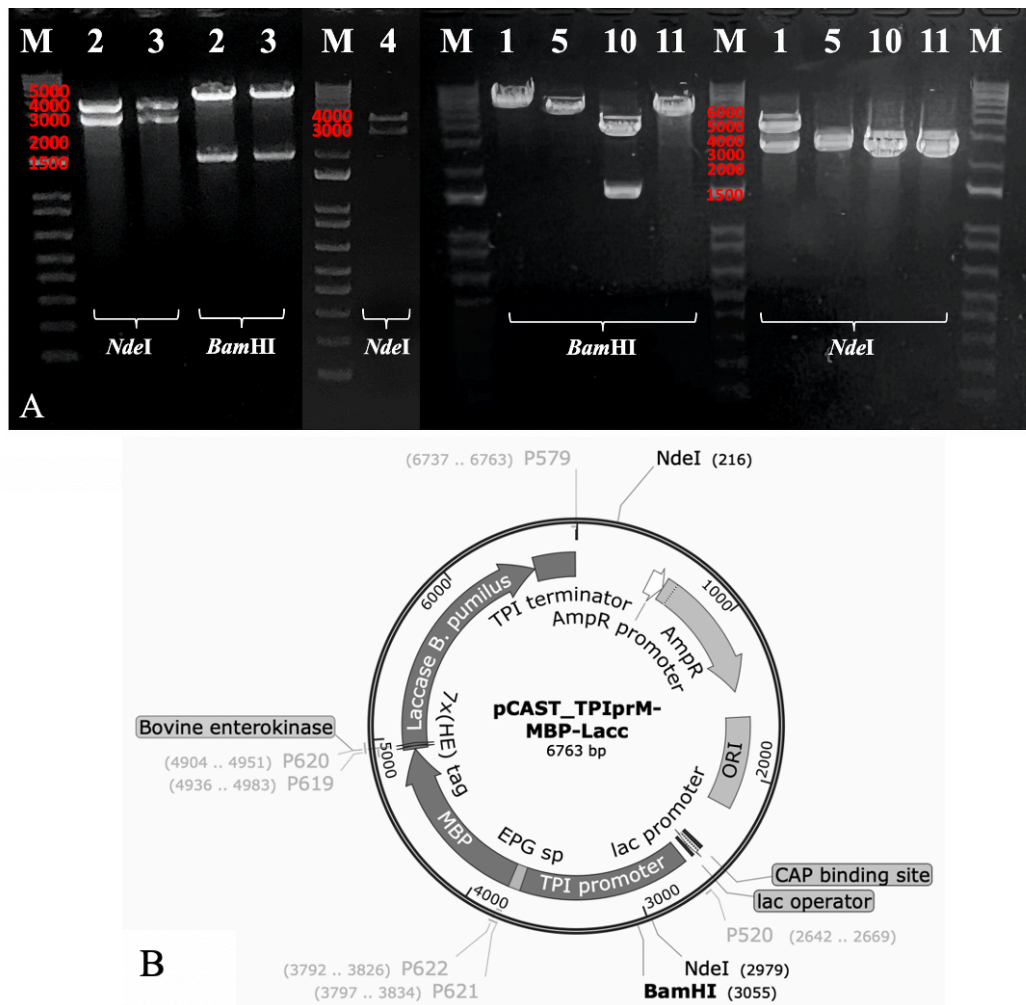 M 2 3 2 3 M 4 M 1 5 10 11 M 1 5 10 11 M
5000
4000
3000
1500
4000
3000
6000
5000
4000
3000
2000
1500
NdeI BamHI NdeI BamHI NdeI
A
(6737 .. 6763) P579
NdeI (216)
1000
2000
3000
4000
5000
6000
TPI terminator
AmpR promoter
AmpR
ORI
lac promoter
CAP binding site
lac operator
P520 (2642 .. 2669)
NdeI (2979)
BamHI (3055)
TPI promoter
EPG sp
(3792 .. 3826) P622
(3797 .. 3834) P621
MBP
7x(HE) tag
Bovine enterokinase
(4904 .. 4951) P620
(4936 .. 4983) P619
Laccase B. pumilus
pCAST_TPIprM-
MBP-Lacc
6763 bp
B